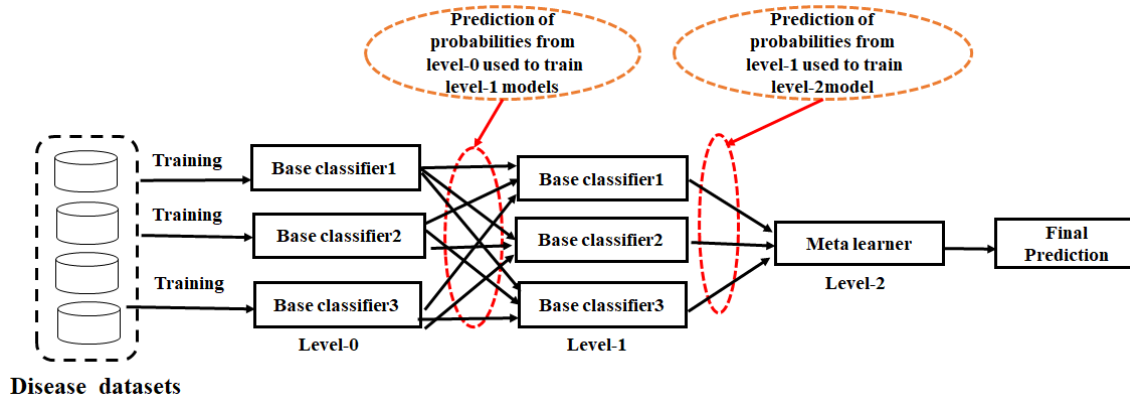 Prediction of
probabilities from
level-0 used to train
level-1 models
Prediction of
probabilities from
level-1 used to train
level-2model
Training
Base classifier1
Base classifier1
Training
Base classifier2
Base classifier2
Meta learner
Final
Prediction
Level-2
Training
Base classifier3
Base classifier3
Level-0
Level-1
Disease datasets